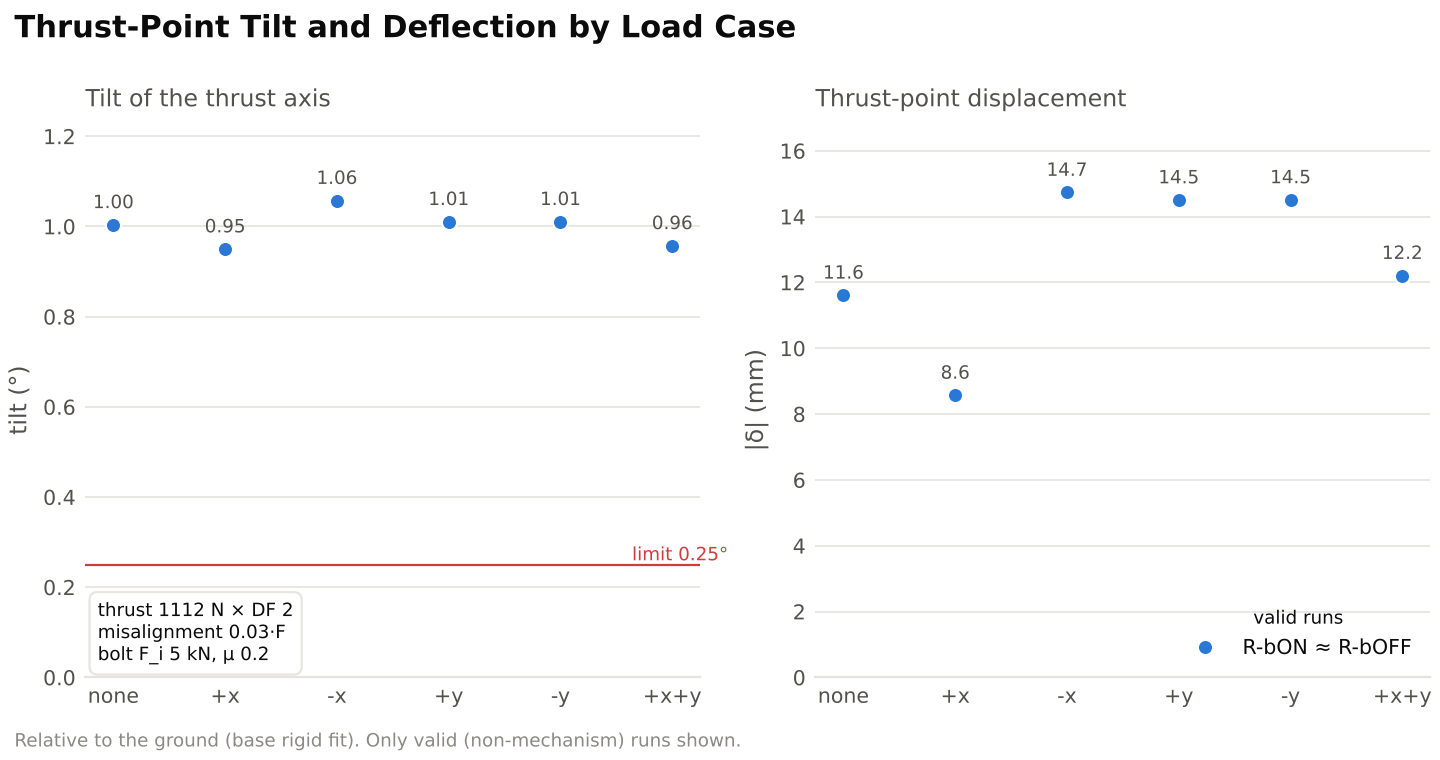 Thrust-Point Tilt and Deflection by Load Case
Tilt of the thrust axis
tilt (°)
1.2
1.0
0.8
0.6
0.4
0.2
0.0
1.00
0.95
1.06
1.01
1.01
0.96
limit 0.25°
thrust 1112 N × DF 2
misalignment 0.03·F
bolt F_i 5 kN, μ 0.2
none
+x
-x
+y
-y
+x+y
Thrust-point displacement
|δ| (mm)
16
14
12
10
8
6
4
2
0
11.6
8.6
14.7
14.5
14.5
12.2
valid runs
R-bON ≈ R-bOFF
none
+x
-x
+y
-y
+x+y
Relative to the ground (base rigid fit). Only valid (non-mechanism) runs shown.